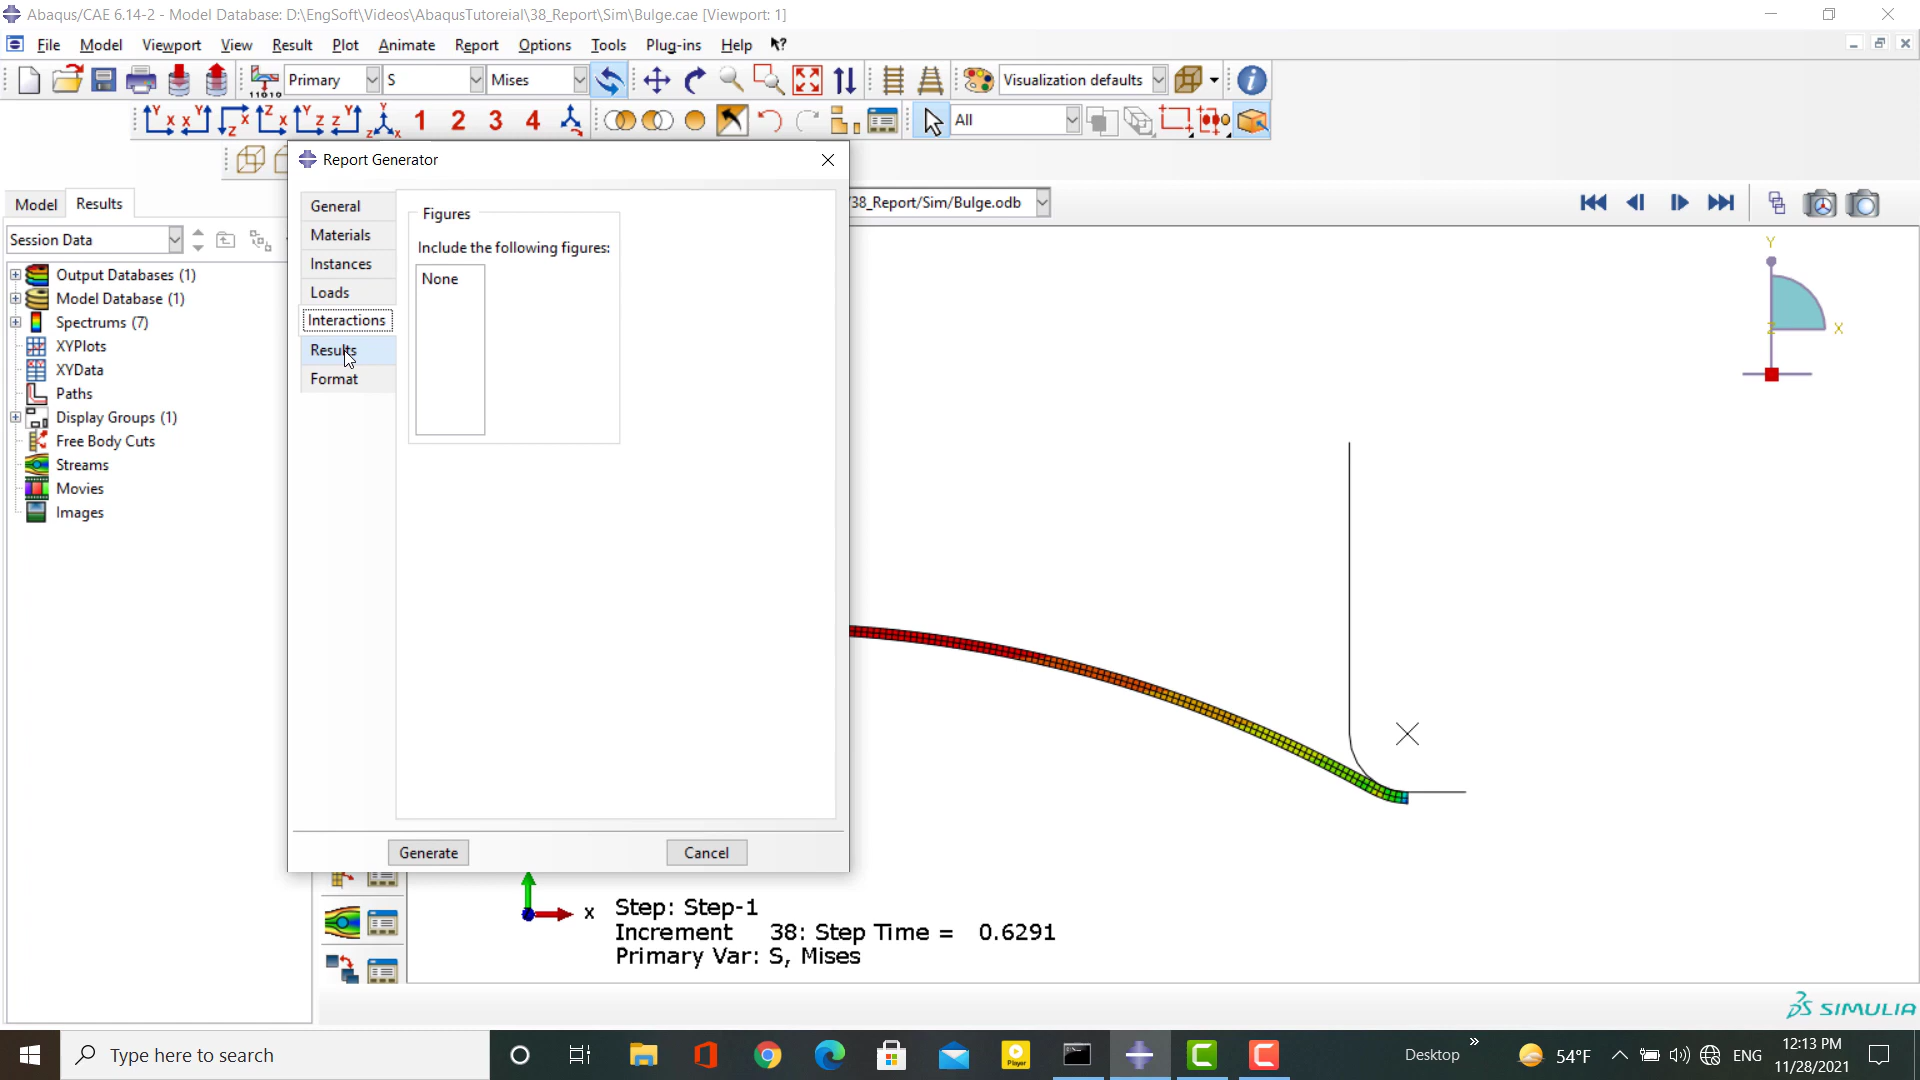 Abaqus/CAE 6.14-2 - Model Database: D:\EngSoft\Videos\AbaqusTutoreial\38_Report\Sim\Bulge.cae [Viewport: 1]
File Model Viewport View Result Plot Animate Report Options Tools Plug-ins Help
11010 Primary S Mises Visualization defaults
1 2 3 4 All
Report Generator
Model Results
38_Report/Sim/Bulge.odb
Session Data
Output Databases (1)
Model Database (1)
Spectrums (7)
XYPlots
XYData
Paths
Display Groups (1)
Free Body Cuts
Streams
Movies
Images
General
Materials
Instances
Loads
Interactions
Results
Format
Figures
Include the following figures:
None
Generate Cancel
Y
Z X
X
Step: Step-1
Increment 38: Step Time = 0.6291
Primary Var: S, Mises
SIMULIA
Type here to search
Player
Desktop
54°F
ENG
12:13 PM
11/28/2021